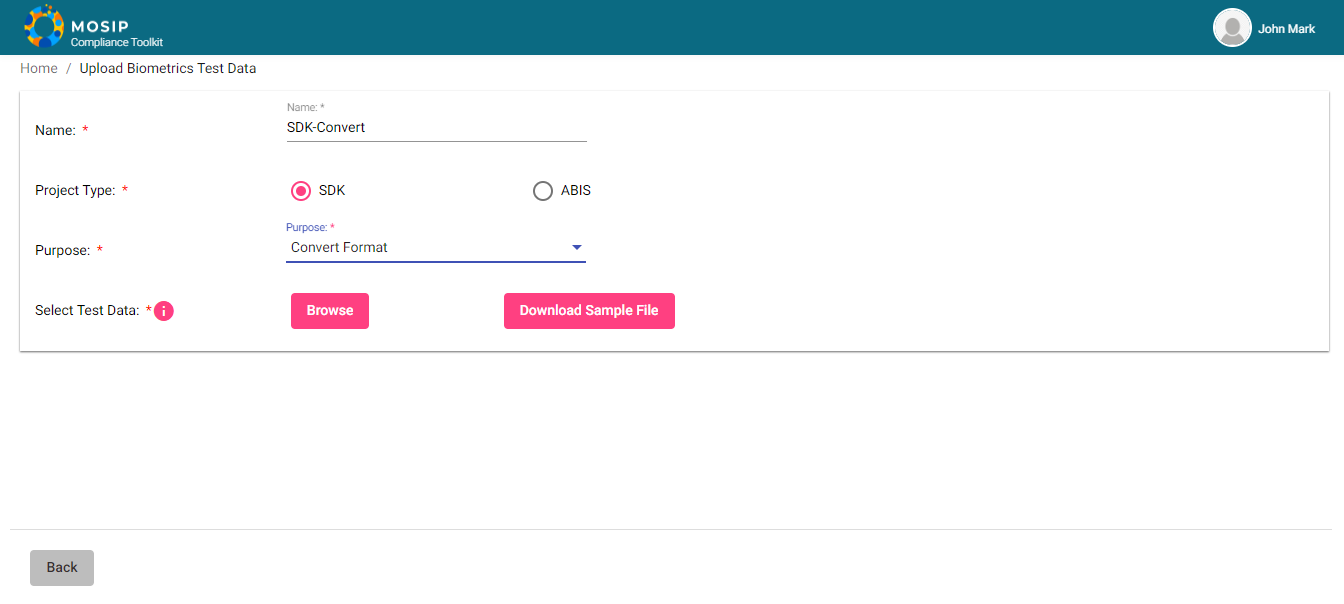 MOSIP
Compliance Toolkit
John Mark
Home / Upload Biometrics Test Data
Name: *
Name: *
SDK-Convert
Project Type: *
SDK
ABIS
Purpose: *
Purpose: *
Convert Format
Select Test Data: * i
Browse
Download Sample File
Back